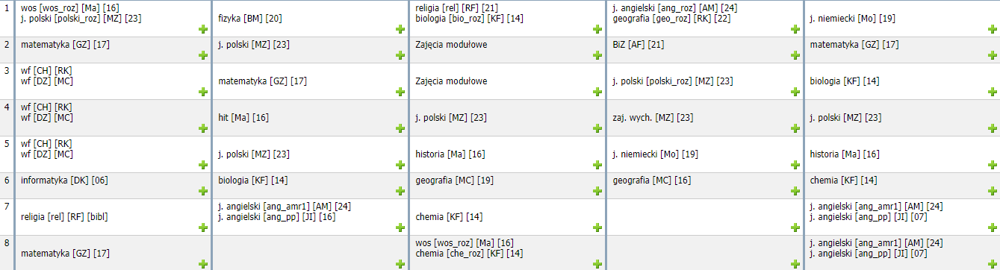 1
wos [wos_roz] [Ma] [16]
j. polski [polski_roz] [MZ] [23]
fizyka [BM] [20]
religia [rel] [RF] [21]
biologia [bio_roz] [KF] [14]
j. angielski [ang_roz] [AM] [24]
geografia [geo_roz] [RK] [22]
j. niemiecki [Mo] [19]
2
matematyka [GZ] [17]
j. polski [MZ] [23]
Zajęcia modułowe
BiZ [AF] [21]
matematyka [GZ] [17]
3
wf [CH] [RK]
wf [DZ] [MC]
matematyka [GZ] [17]
Zajęcia modułowe
j. polski [polski_roz] [MZ] [23]
biologia [KF] [14]
4
wf [CH] [RK]
wf [DZ] [MC]
hit [Ma] [16]
j. polski [MZ] [23]
zaj. wych. [MZ] [23]
j. polski [MZ] [23]
5
wf [CH] [RK]
wf [DZ] [MC]
j. polski [MZ] [23]
historia [Ma] [16]
j. niemiecki [Mo] [19]
historia [Ma] [16]
6
informatyka [DK] [06]
biologia [KF] [14]
geografia [MC] [19]
geografia [MC] [16]
chemia [KF] [14]
7
religia [rel] [RF] [bibl]
j. angielski [ang_amr1] [AM] [24]
j. angielski [ang_pp] [JI] [16]
chemia [KF] [14]
j. angielski [ang_amr1] [AM] [24]
j. angielski [ang_pp] [JI] [07]
8
matematyka [GZ] [17]
wos [wos_roz] [Ma] [16]
chemia [che_roz] [KF] [14]
j. angielski [ang_amr1] [AM] [24]
j. angielski [ang_pp] [JI] [07]